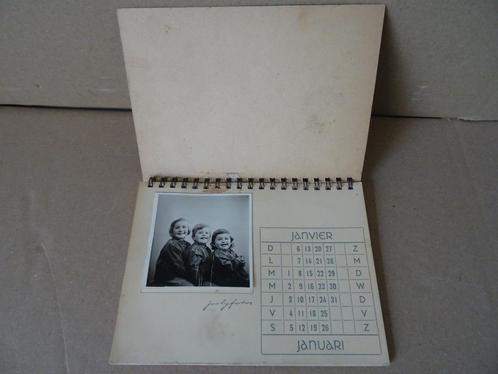 polyfoto
JANVIER
D 6 13 20 27 Z
L 7 14 21 28 M
M 1 8 15 22 29 D
M 2 9 16 23 30 W
J 3 10 17 24 31 D
V 4 11 18 25 V
S 5 12 19 26 Z
JANUARI